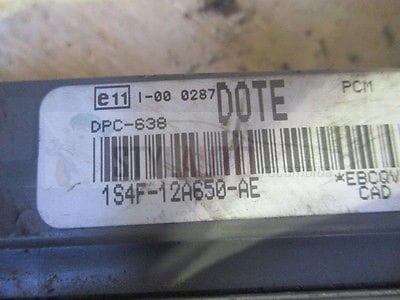 e11 I-00 0287 DOTE PCM
DPC-638
1S4F-12A650-AE *EBCQV
CAD